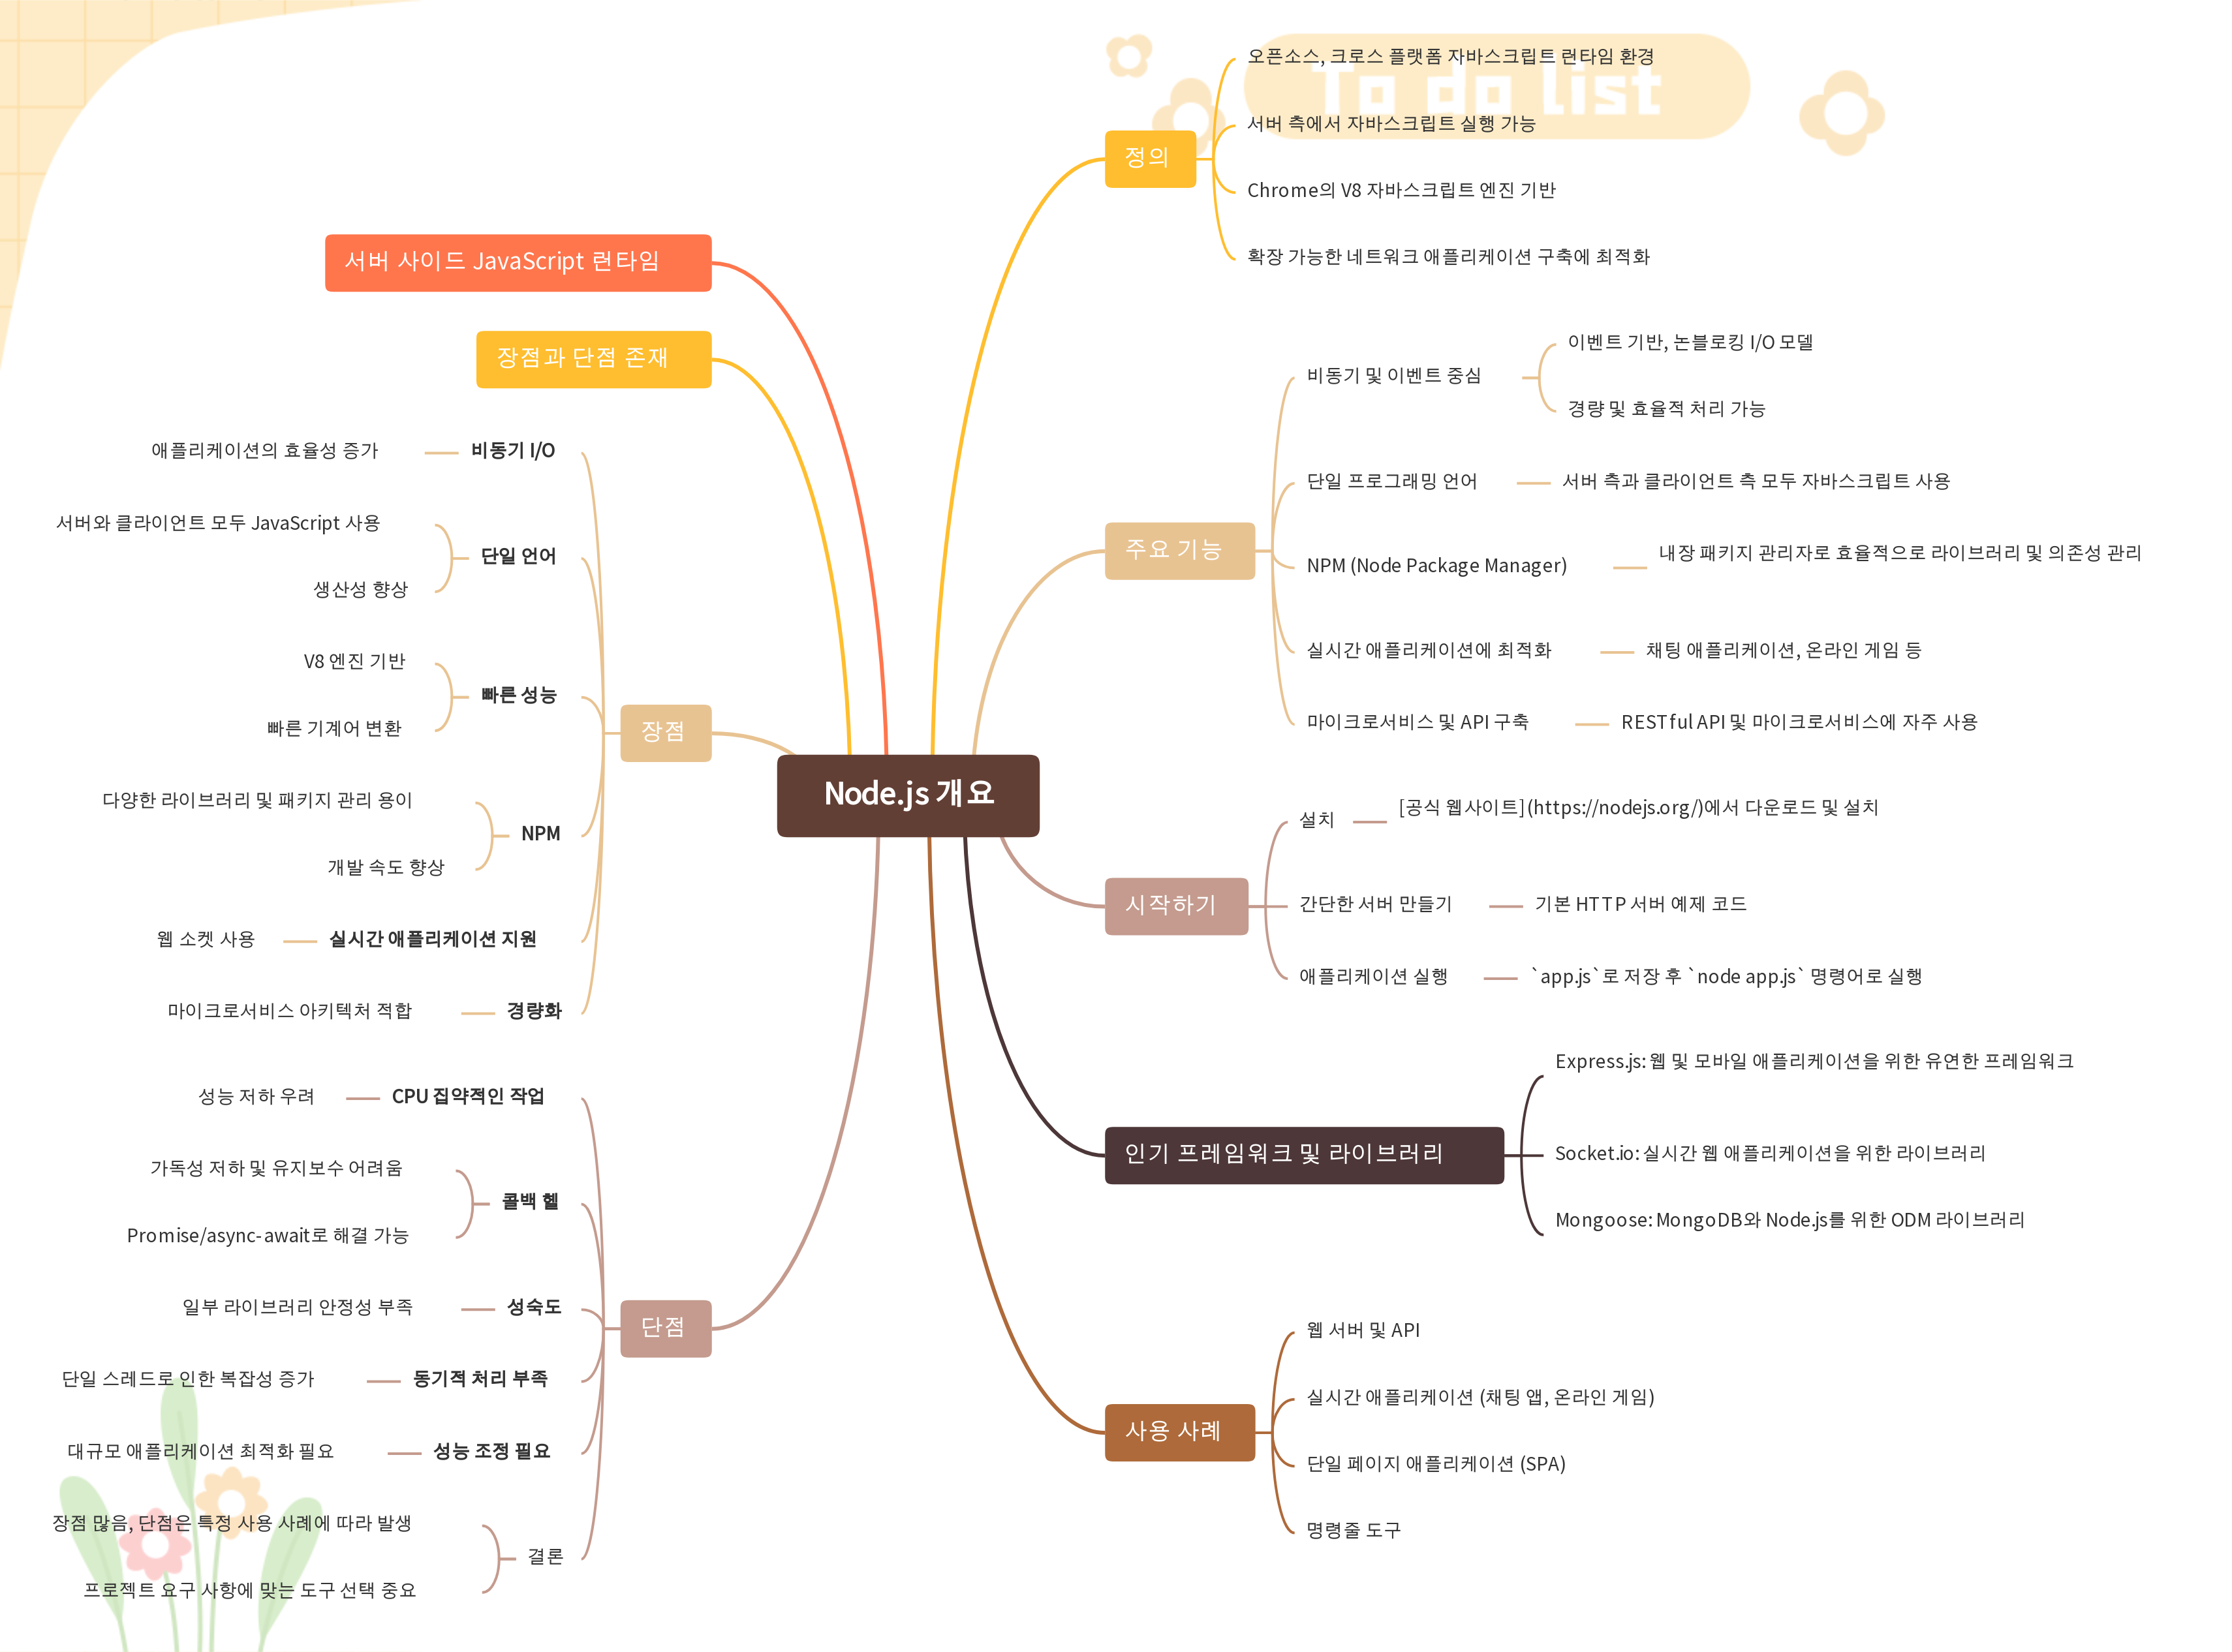 To do list
Node.js 개요
정의
오픈소스, 크로스 플랫폼 자바스크립트 런타임 환경
서버 측에서 자바스크립트 실행 가능
Chrome의 V8 자바스크립트 엔진 기반
확장 가능한 네트워크 애플리케이션 구축에 최적화
주요 기능
비동기 및 이벤트 중심
이벤트 기반, 논블로킹 I/O 모델
경량 및 효율적 처리 가능
단일 프로그래밍 언어
서버 측과 클라이언트 측 모두 자바스크립트 사용
NPM (Node Package Manager)
내장 패키지 관리자로 효율적으로 라이브러리 및 의존성 관리
실시간 애플리케이션에 최적화
채팅 애플리케이션, 온라인 게임 등
마이크로서비스 및 API 구축
RESTful API 및 마이크로서비스에 자주 사용
시작하기
설치
[공식 웹사이트](https://nodejs.org/)에서 다운로드 및 설치
간단한 서버 만들기
기본 HTTP 서버 예제 코드
애플리케이션 실행
`app.js`로 저장 후 `node app.js` 명령어로 실행
인기 프레임워크 및 라이브러리
Express.js: 웹 및 모바일 애플리케이션을 위한 유연한 프레임워크
Socket.io: 실시간 웹 애플리케이션을 위한 라이브러리
Mongoose: MongoDB와 Node.js를 위한 ODM 라이브러리
사용 사례
웹 서버 및 API
실시간 애플리케이션 (채팅 앱, 온라인 게임)
단일 페이지 애플리케이션 (SPA)
명령줄 도구
서버 사이드 JavaScript 런타임
장점과 단점 존재
장점
비동기 I/O
애플리케이션의 효율성 증가
단일 언어
서버와 클라이언트 모두 JavaScript 사용
생산성 향상
빠른 성능
V8 엔진 기반
빠른 기계어 변환
NPM
다양한 라이브러리 및 패키지 관리 용이
개발 속도 향상
실시간 애플리케이션 지원
웹 소켓 사용
경량화
마이크로서비스 아키텍처 적합
단점
CPU 집약적인 작업
성능 저하 우려
콜백 헬
가독성 저하 및 유지보수 어려움
Promise/async-await로 해결 가능
성숙도
일부 라이브러리 안정성 부족
동기적 처리 부족
단일 스레드로 인한 복잡성 증가
성능 조정 필요
대규모 애플리케이션 최적화 필요
결론
장점 많음, 단점은 특정 사용 사례에 따라 발생
프로젝트 요구 사항에 맞는 도구 선택 중요